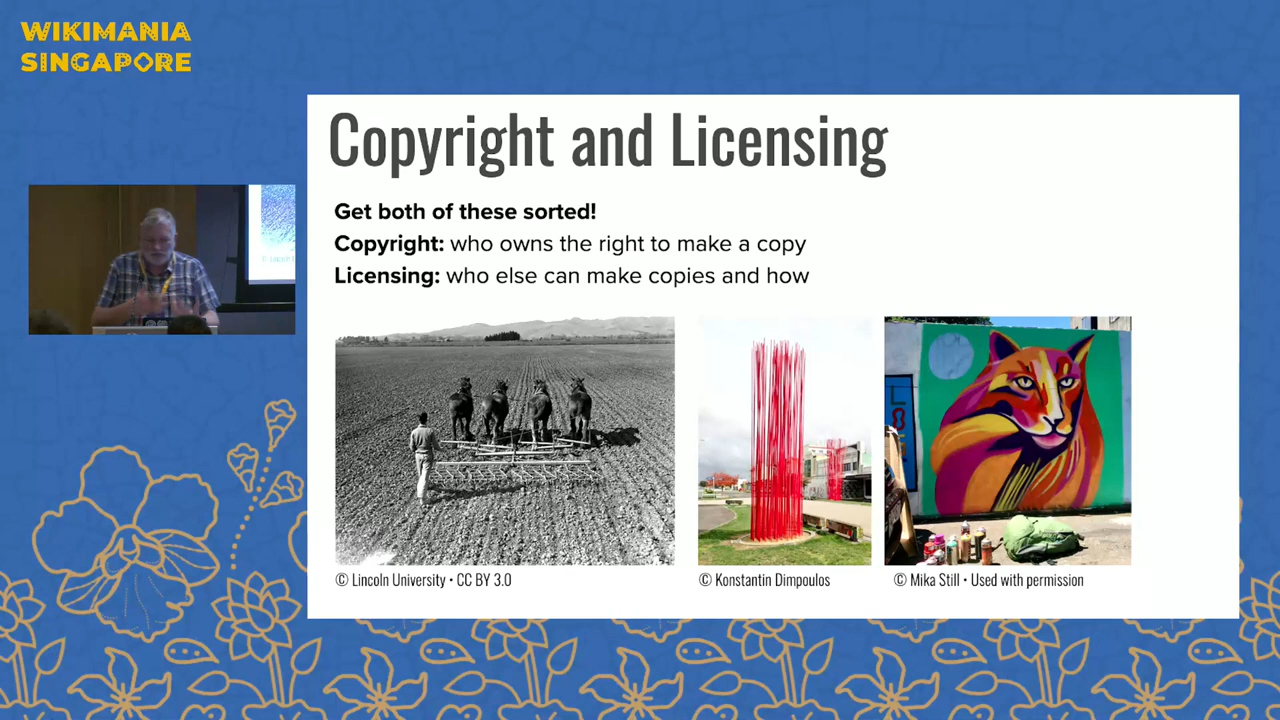 WIKIMANIA
SINGAPORE
Copyright and Licensing
Get both of these sorted!
Copyright: who owns the right to make a copy
Licensing: who else can make copies and how
© Lincoln University • CC BY 3.0
© Konstantin Dimpoulos
© Mika Still • Used with permission